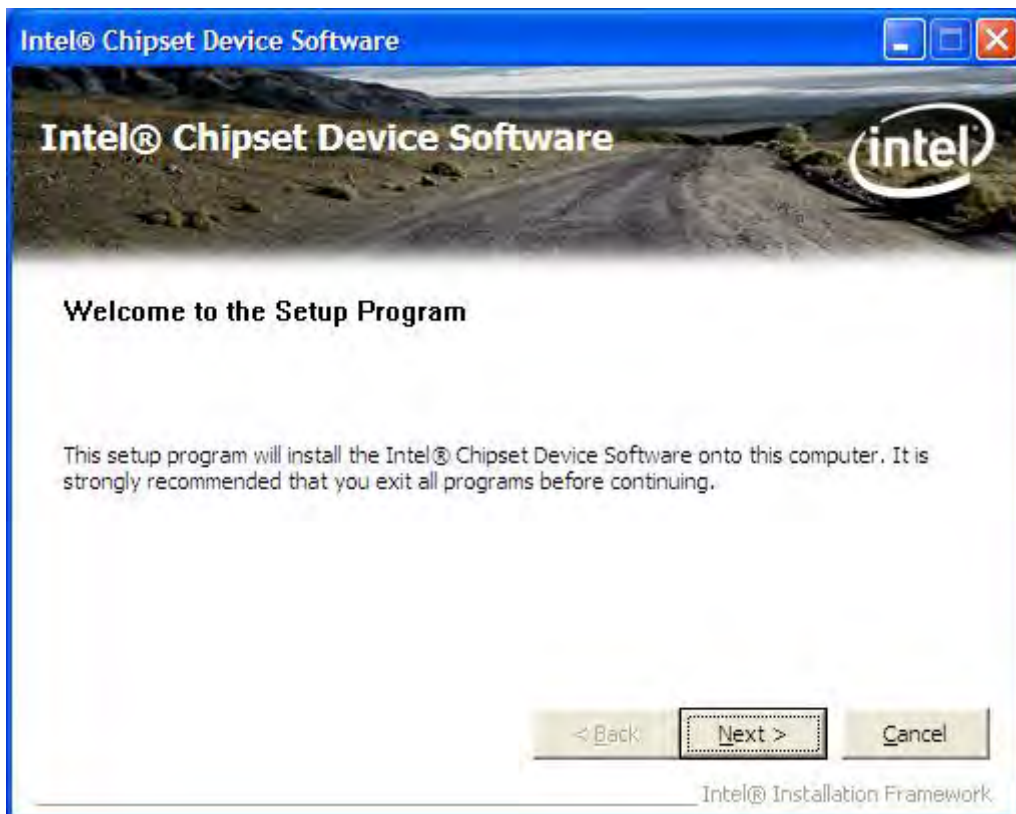 Intel® Chipset Device Software
Intel® Chipset Device Software
intel
Welcome to the Setup Program
This setup program will install the Intel® Chipset Device Software onto this computer. It is
strongly recommended that you exit all programs before continuing.
< Back
Next >
Cancel
Intel® Installation Framework